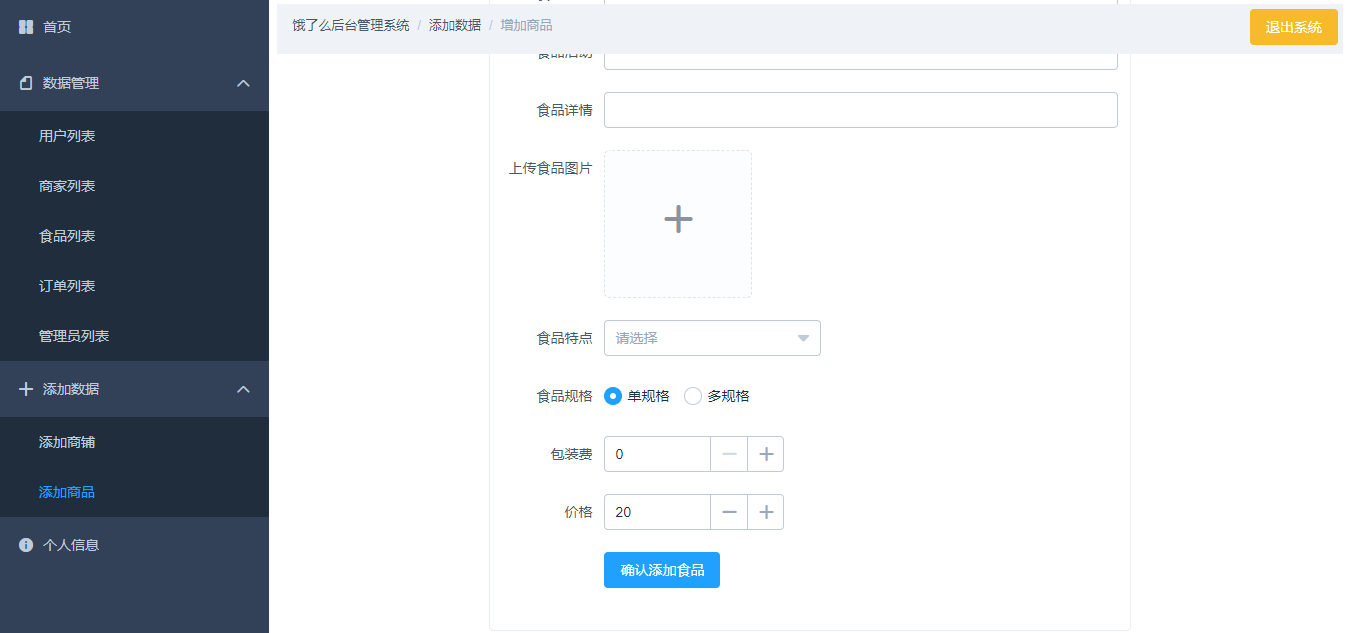 首页
数据管理
用户列表
商家列表
食品列表
订单列表
管理员列表
添加数据
添加商铺
添加商品
个人信息
饿了么后台管理系统 / 添加数据 / 增加商品
退出系统
食品活动
食品详情
上传食品图片
食品特点 请选择
食品规格 单规格 多规格
包装费 0
价格 20
确认添加食品